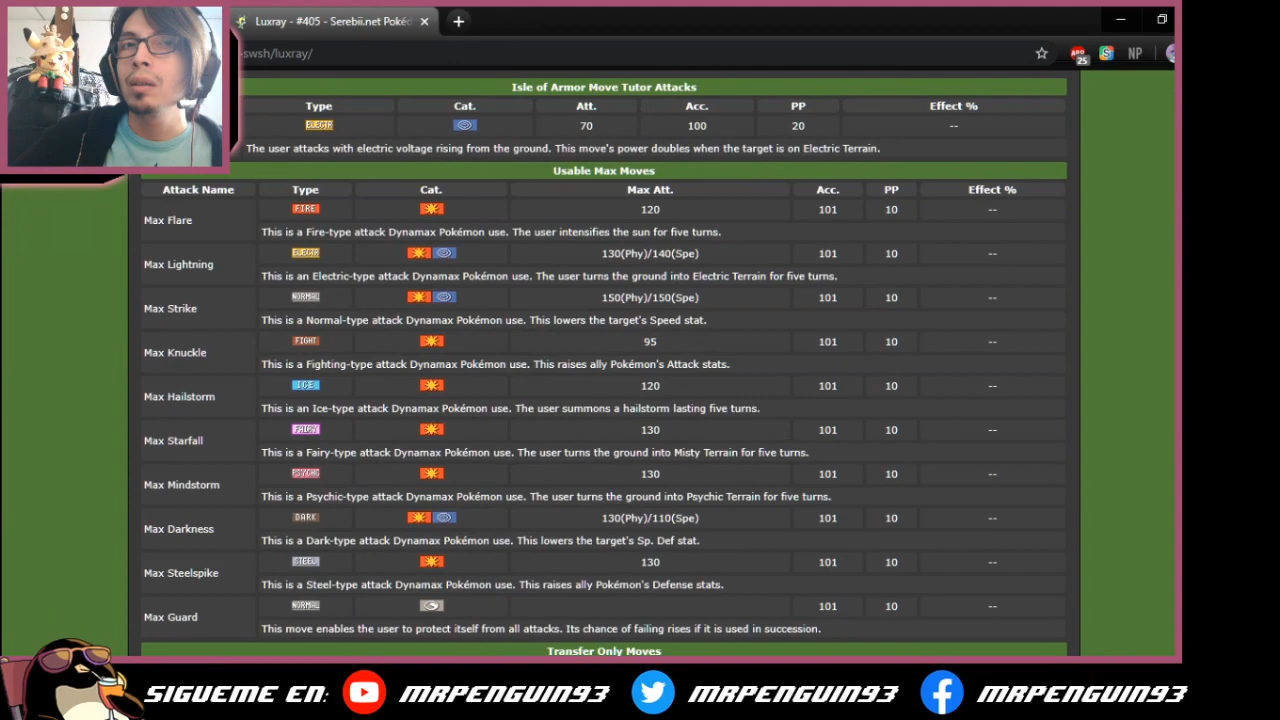 Luxray - #405 - Serebii.net Poké
-swsh/luxray/
25
NP
Isle of Armor Move Tutor Attacks
Type Cat. Att. Acc. PP Effect %
ELECTR 70 100 20 --
The user attacks with electric voltage rising from the ground. This move's power doubles when the target is on Electric Terrain.
Usable Max Moves
Attack Name Type Cat. Max Att. Acc. PP Effect %
Max Flare FIRE 120 101 10 --
This is a Fire-type attack Dynamax Pokémon use. The user intensifies the sun for five turns.
Max Lightning ELECTR 130(Phy)/140(Spe) 101 10 --
This is an Electric-type attack Dynamax Pokémon use. The user turns the ground into Electric Terrain for five turns.
Max Strike NORMAL 150(Phy)/150(Spe) 101 10 --
This is a Normal-type attack Dynamax Pokémon use. This lowers the target's Speed stat.
Max Knuckle FIGHT 95 101 10 --
This is a Fighting-type attack Dynamax Pokémon use. This raises ally Pokémon's Attack stats.
Max Hailstorm ICE 120 101 10 --
This is an Ice-type attack Dynamax Pokémon use. The user summons a hailstorm lasting five turns.
Max Starfall FAIRY 130 101 10 --
This is a Fairy-type attack Dynamax Pokémon use. The user turns the ground into Misty Terrain for five turns.
Max Mindstorm PSYCHC 130 101 10 --
This is a Psychic-type attack Dynamax Pokémon use. The user turns the ground into Psychic Terrain for five turns.
Max Darkness DARK 130(Phy)/110(Spe) 101 10 --
This is a Dark-type attack Dynamax Pokémon use. This lowers the target's Sp. Def stat.
Max Steelspike STEEL 130 101 10 --
This is a Steel-type attack Dynamax Pokémon use. This raises ally Pokémon's Defense stats.
Max Guard NORMAL 101 10 --
This move enables the user to protect itself from all attacks. Its chance of failing rises if it is used in succession.
Transfer Only Moves
SIGUEME EN: MRPENGUIN93 MRPENGUIN93 MRPENGUIN93